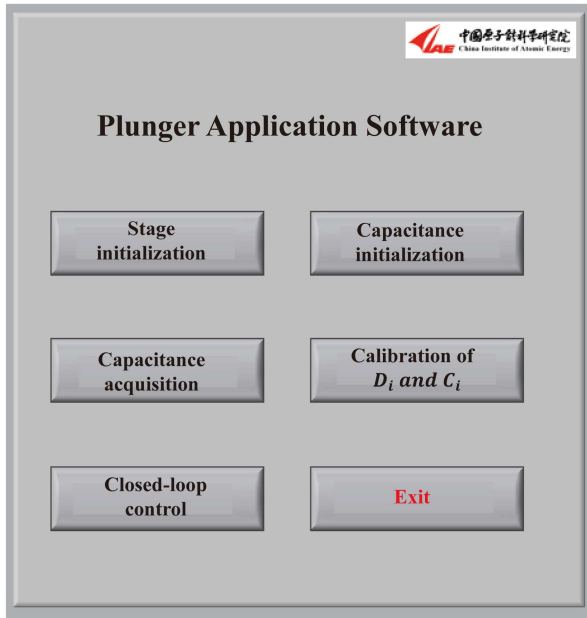 中国原子能科学研究院
China Institute of Atomic Energy
IAE
Plunger Application Software
Stage
initialization
Capacitance
initialization
Capacitance
acquisition
Calibration of
𝑫ᵢ 𝒂𝒏𝒅 𝑪ᵢ
Closed-loop
control
Exit